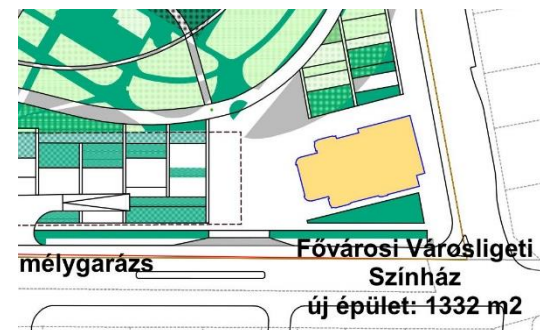 mélygarázs
Fővárosi Városligeti
Színház
új épület: 1332 m2